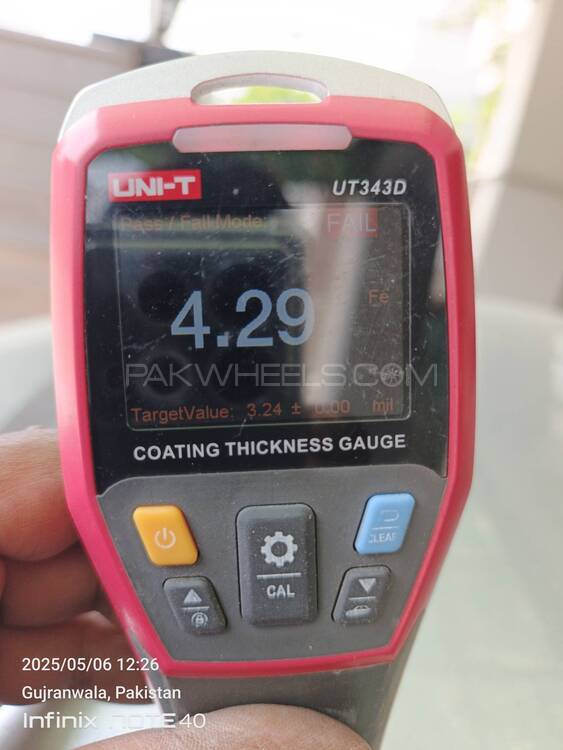 UNI-T UT343D
Pass / Fail Mode: FAIL
4.29 Fe
PAKWHEELS.COM
TargetValue: 3.24 ± 0.00 mil
COATING THICKNESS GAUGE
CLEAR
CAL
2025/05/06 12:26
Gujranwala, Pakistan
Infinix NOTE 40